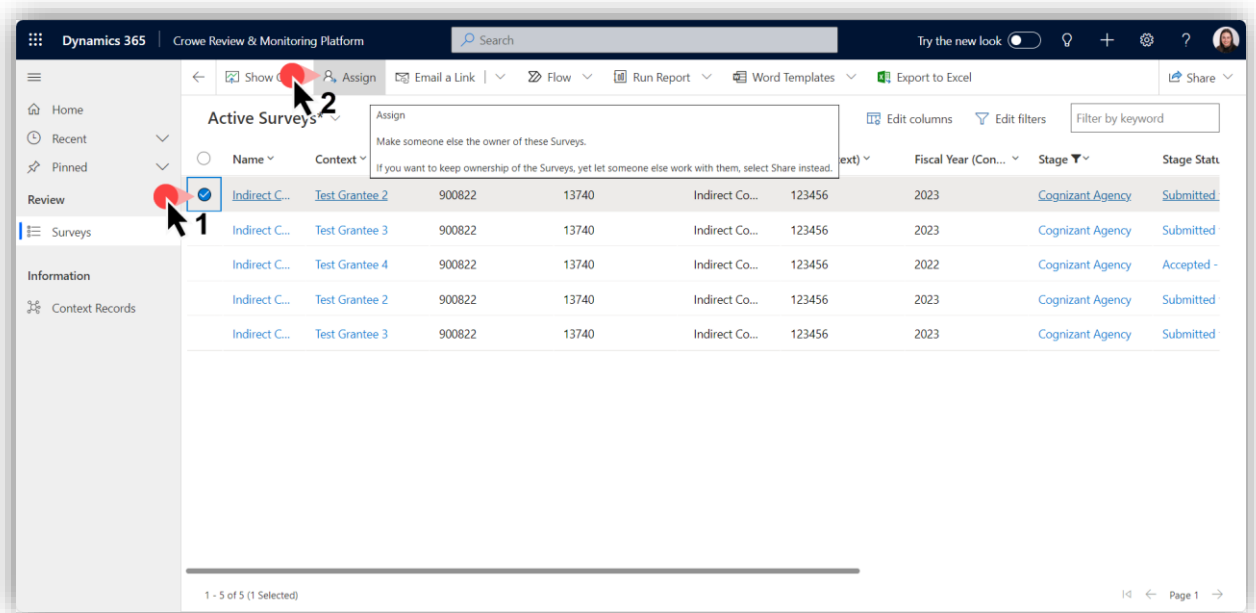 Dynamics 365 Crowe Review & Monitoring Platform Search Try the new look ?
Show Assign Email a Link Flow Run Report Word Templates Export to Excel Share
2
Home
Recent
Pinned
Review
Surveys
Information
Context Records
Active Surveys* Edit columns Edit filters Filter by keyword
Assign
Make someone else the owner of these Surveys.
If you want to keep ownership of the Surveys, yet let someone else work with them, select Share instead.
Name Context Fiscal Year (Con... Stage Stage Statu
1
Indirect C... Test Grantee 2 900822 13740 Indirect Co... 123456 2023 Cognizant Agency Submitted
Indirect C... Test Grantee 3 900822 13740 Indirect Co... 123456 2023 Cognizant Agency Submitted
Indirect C... Test Grantee 4 900822 13740 Indirect Co... 123456 2022 Cognizant Agency Accepted -
Indirect C... Test Grantee 2 900822 13740 Indirect Co... 123456 2023 Cognizant Agency Submitted
Indirect C... Test Grantee 3 900822 13740 Indirect Co... 123456 2023 Cognizant Agency Submitted
1 - 5 of 5 (1 Selected) Page 1